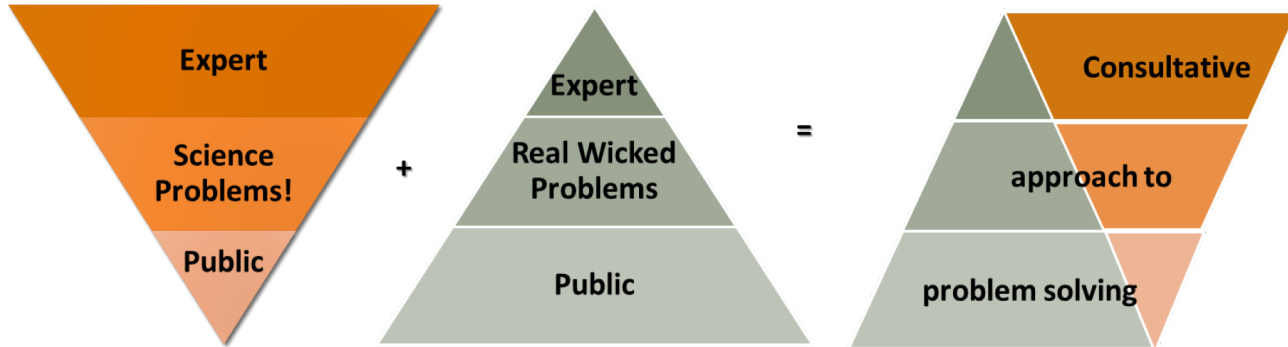 Expert
Science
Problems!
Public
+
Expert
Real Wicked
Problems
Public
=
Consultative
approach to
problem solving